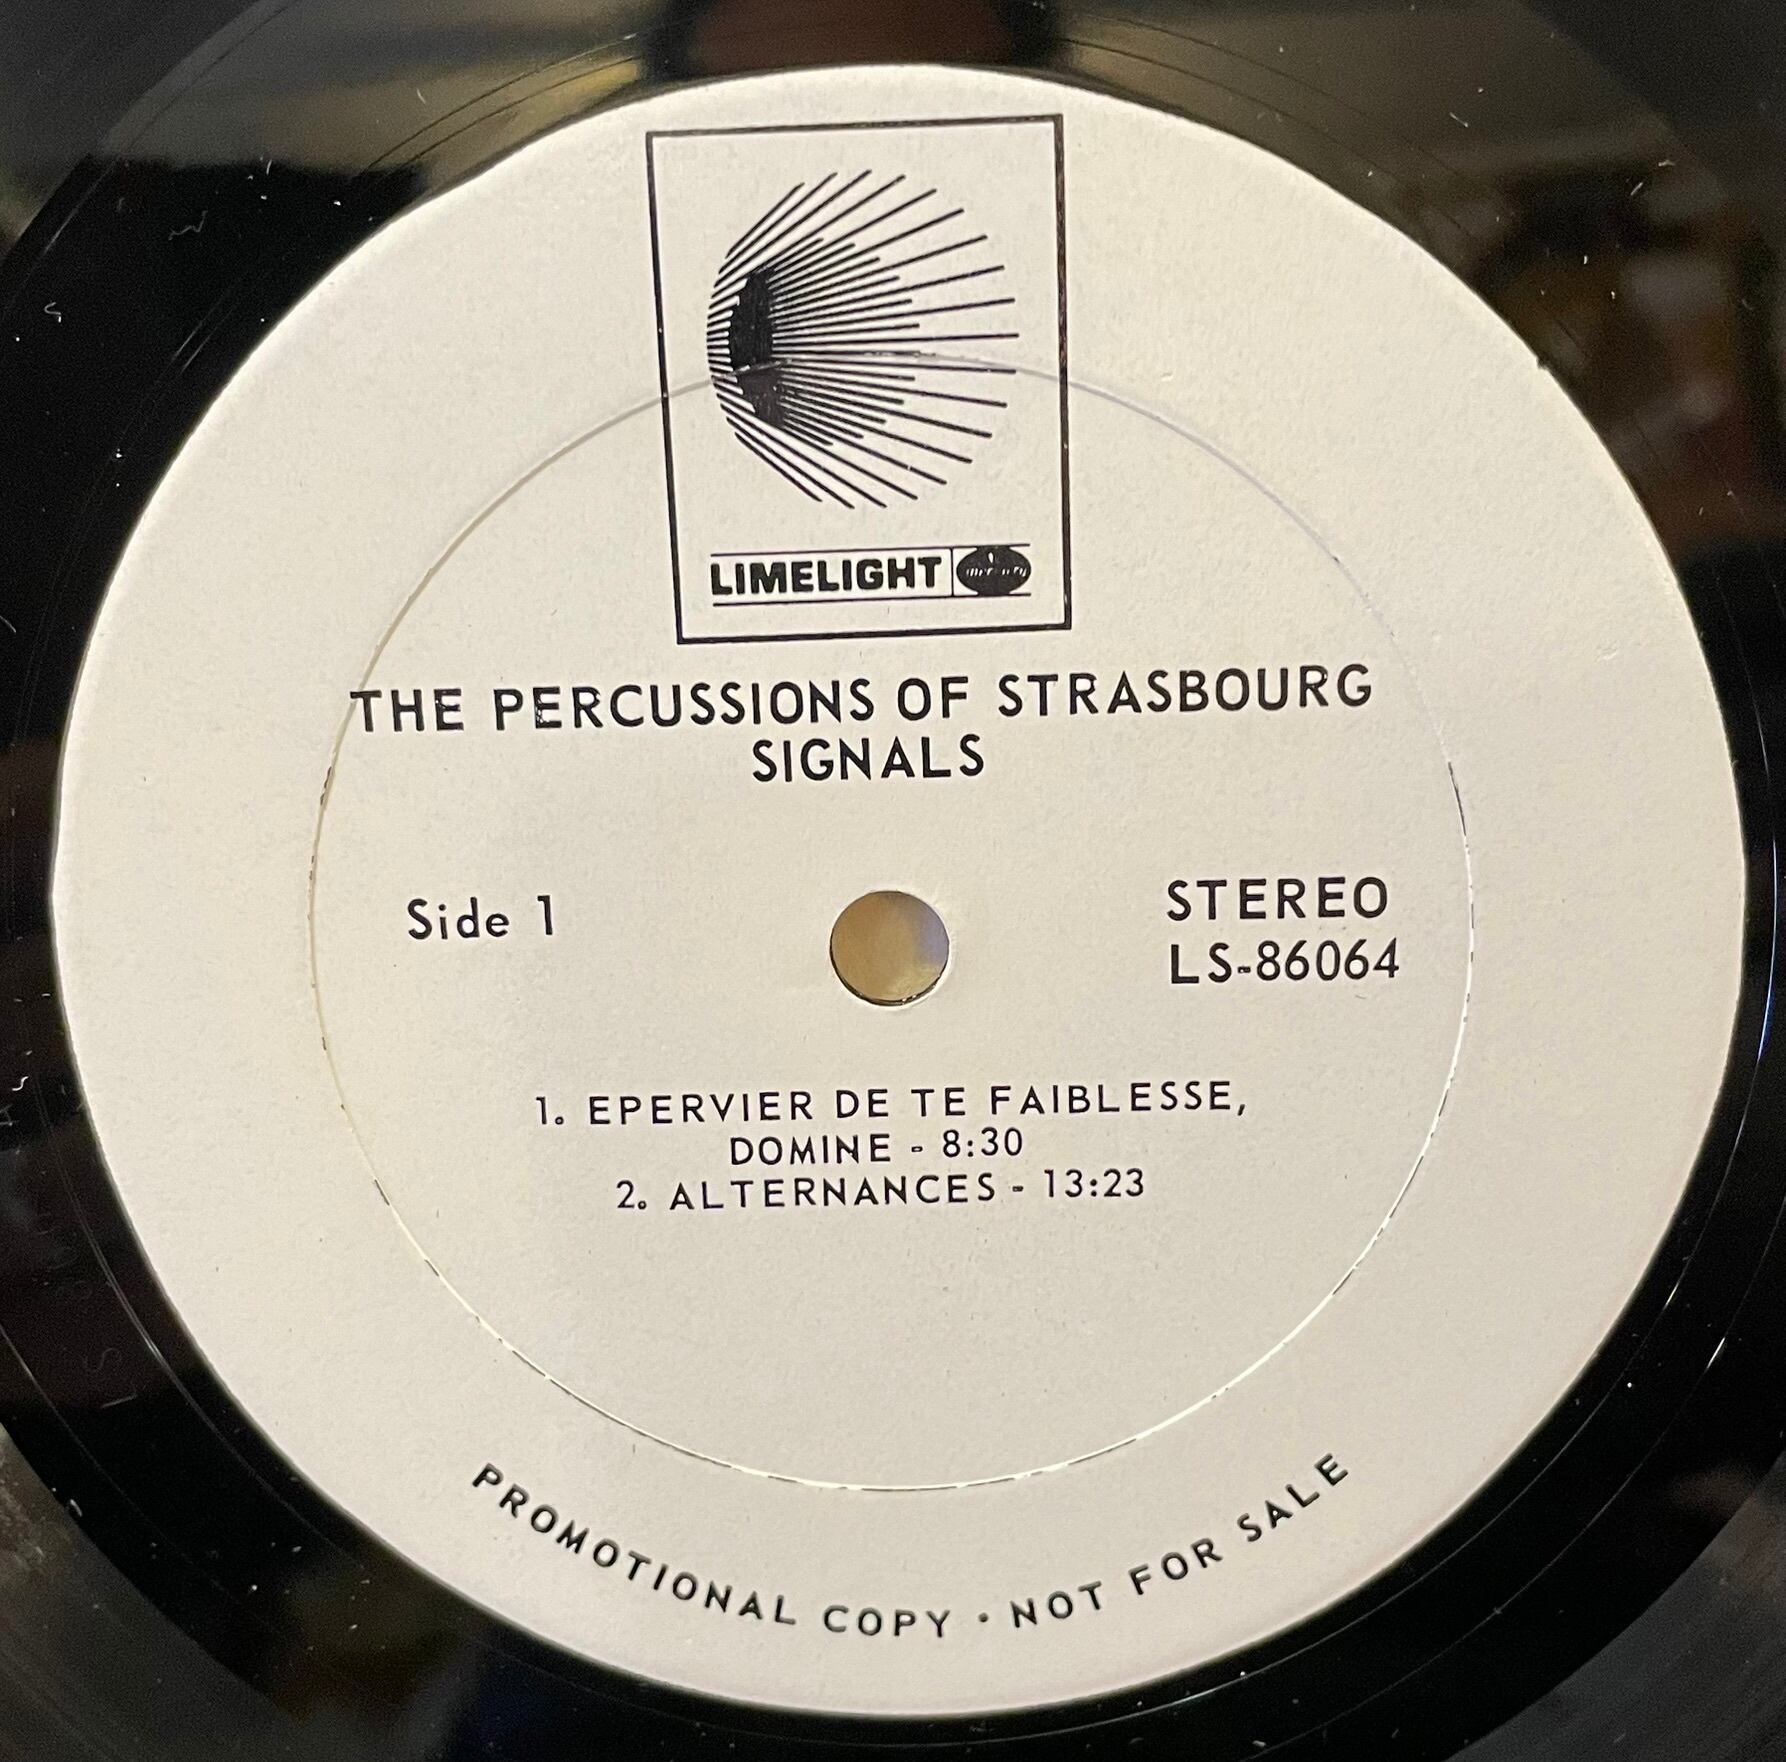 LIMELIGHT
THE PERCUSSIONS OF STRASBOURG
SIGNALS
Side 1
STEREO
LS-86064
1. EPERVIER DE TE FAIBLESSE,
DOMINE - 8:30
2. ALTERNANCES - 13:23
PROMOTIONAL COPY · NOT FOR SALE